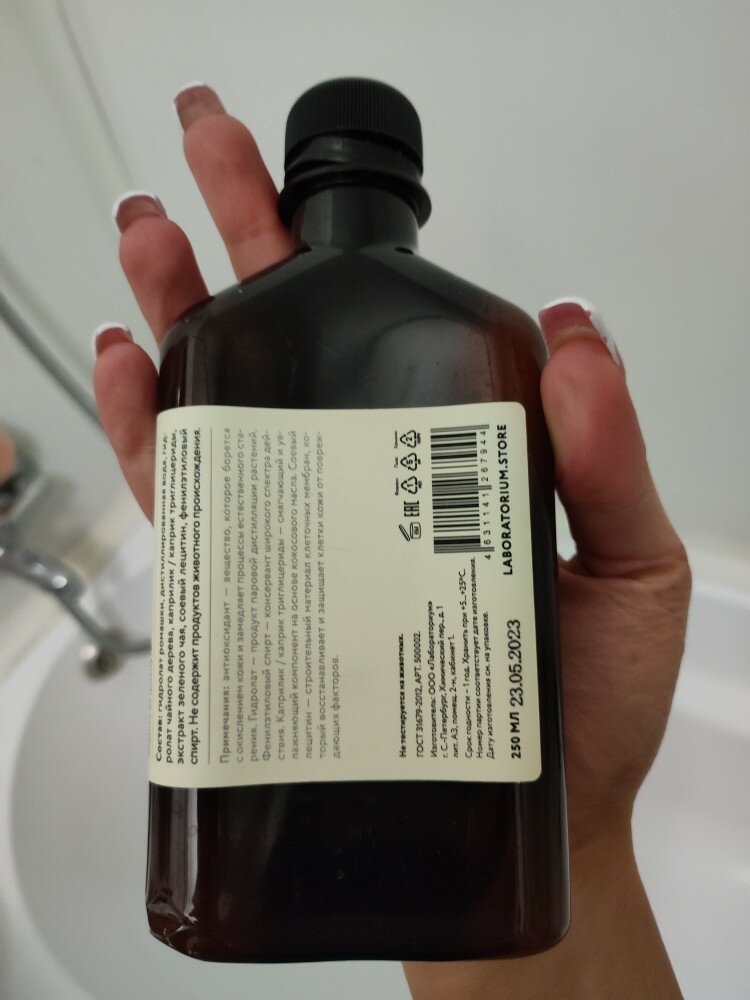 Состав: гидролат ромашки, дистиллированная вода, гид-
ролат чайного дерева, каприлик / каприк триглицериды,
экстракт зеленого чая, соевый лецитин, фенилэтиловый
спирт. Не содержит продуктов животного происхождения.
Примечания: антиоксидант — вещество, которое борется
с окислением кожи и замедляет процессы естественного ста-
рения. Гидролат — продукт паровой дистилляции растений.
Фенилэтиловый спирт — консервант широкого спектра дей-
ствия. Каприлик / каприк триглицериды — смягчающий и ув-
лажняющий компонент на основе кокосового масла. Соевый
лецитин — строительный материал клеточных мембран, ко-
торый восстанавливает и защищает клетки кожи от повреж-
дающих факторов.
Не тестируется на животных.
ГОСТ 31679-2012, АРТ. 500002.
Изготовитель: ООО «Лабораториум»
г. С.-Петербург, Химический пер., д. 1
лит. АЗ, помещ. 2-н, кабинет 1.
Срок годности – 1 год. Хранить при +5...+25°С.
Номер партии соответствует дате изготовления.
Дата изготовления см. на упаковке.
250 МЛ 23.05.2023
EAC
4 631141 267944
LABORATORIUM.STORE